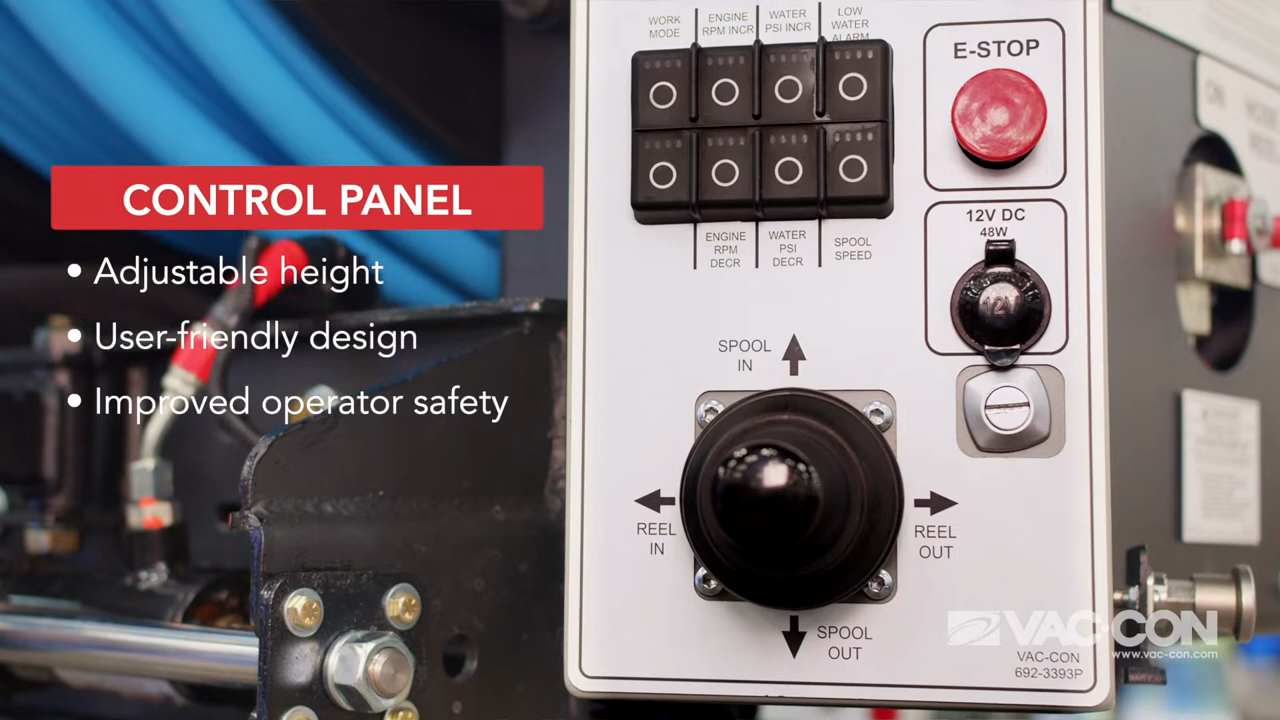 CONTROL PANEL
• Adjustable height
• User-friendly design
• Improved operator safety
WORK
MODE
ENGINE
RPM INCR
WATER
PSI INCR
LOW
WATER
ALARM
E-STOP
ENGINE
RPM
DECR
WATER
PSI
DECR
SPOOL
SPEED
12V DC
48W
12V
SPOOL
IN
REEL
IN
REEL
OUT
SPOOL
OUT
VAC-CON
www.vac-con.com
VAC-CON
692-3393P